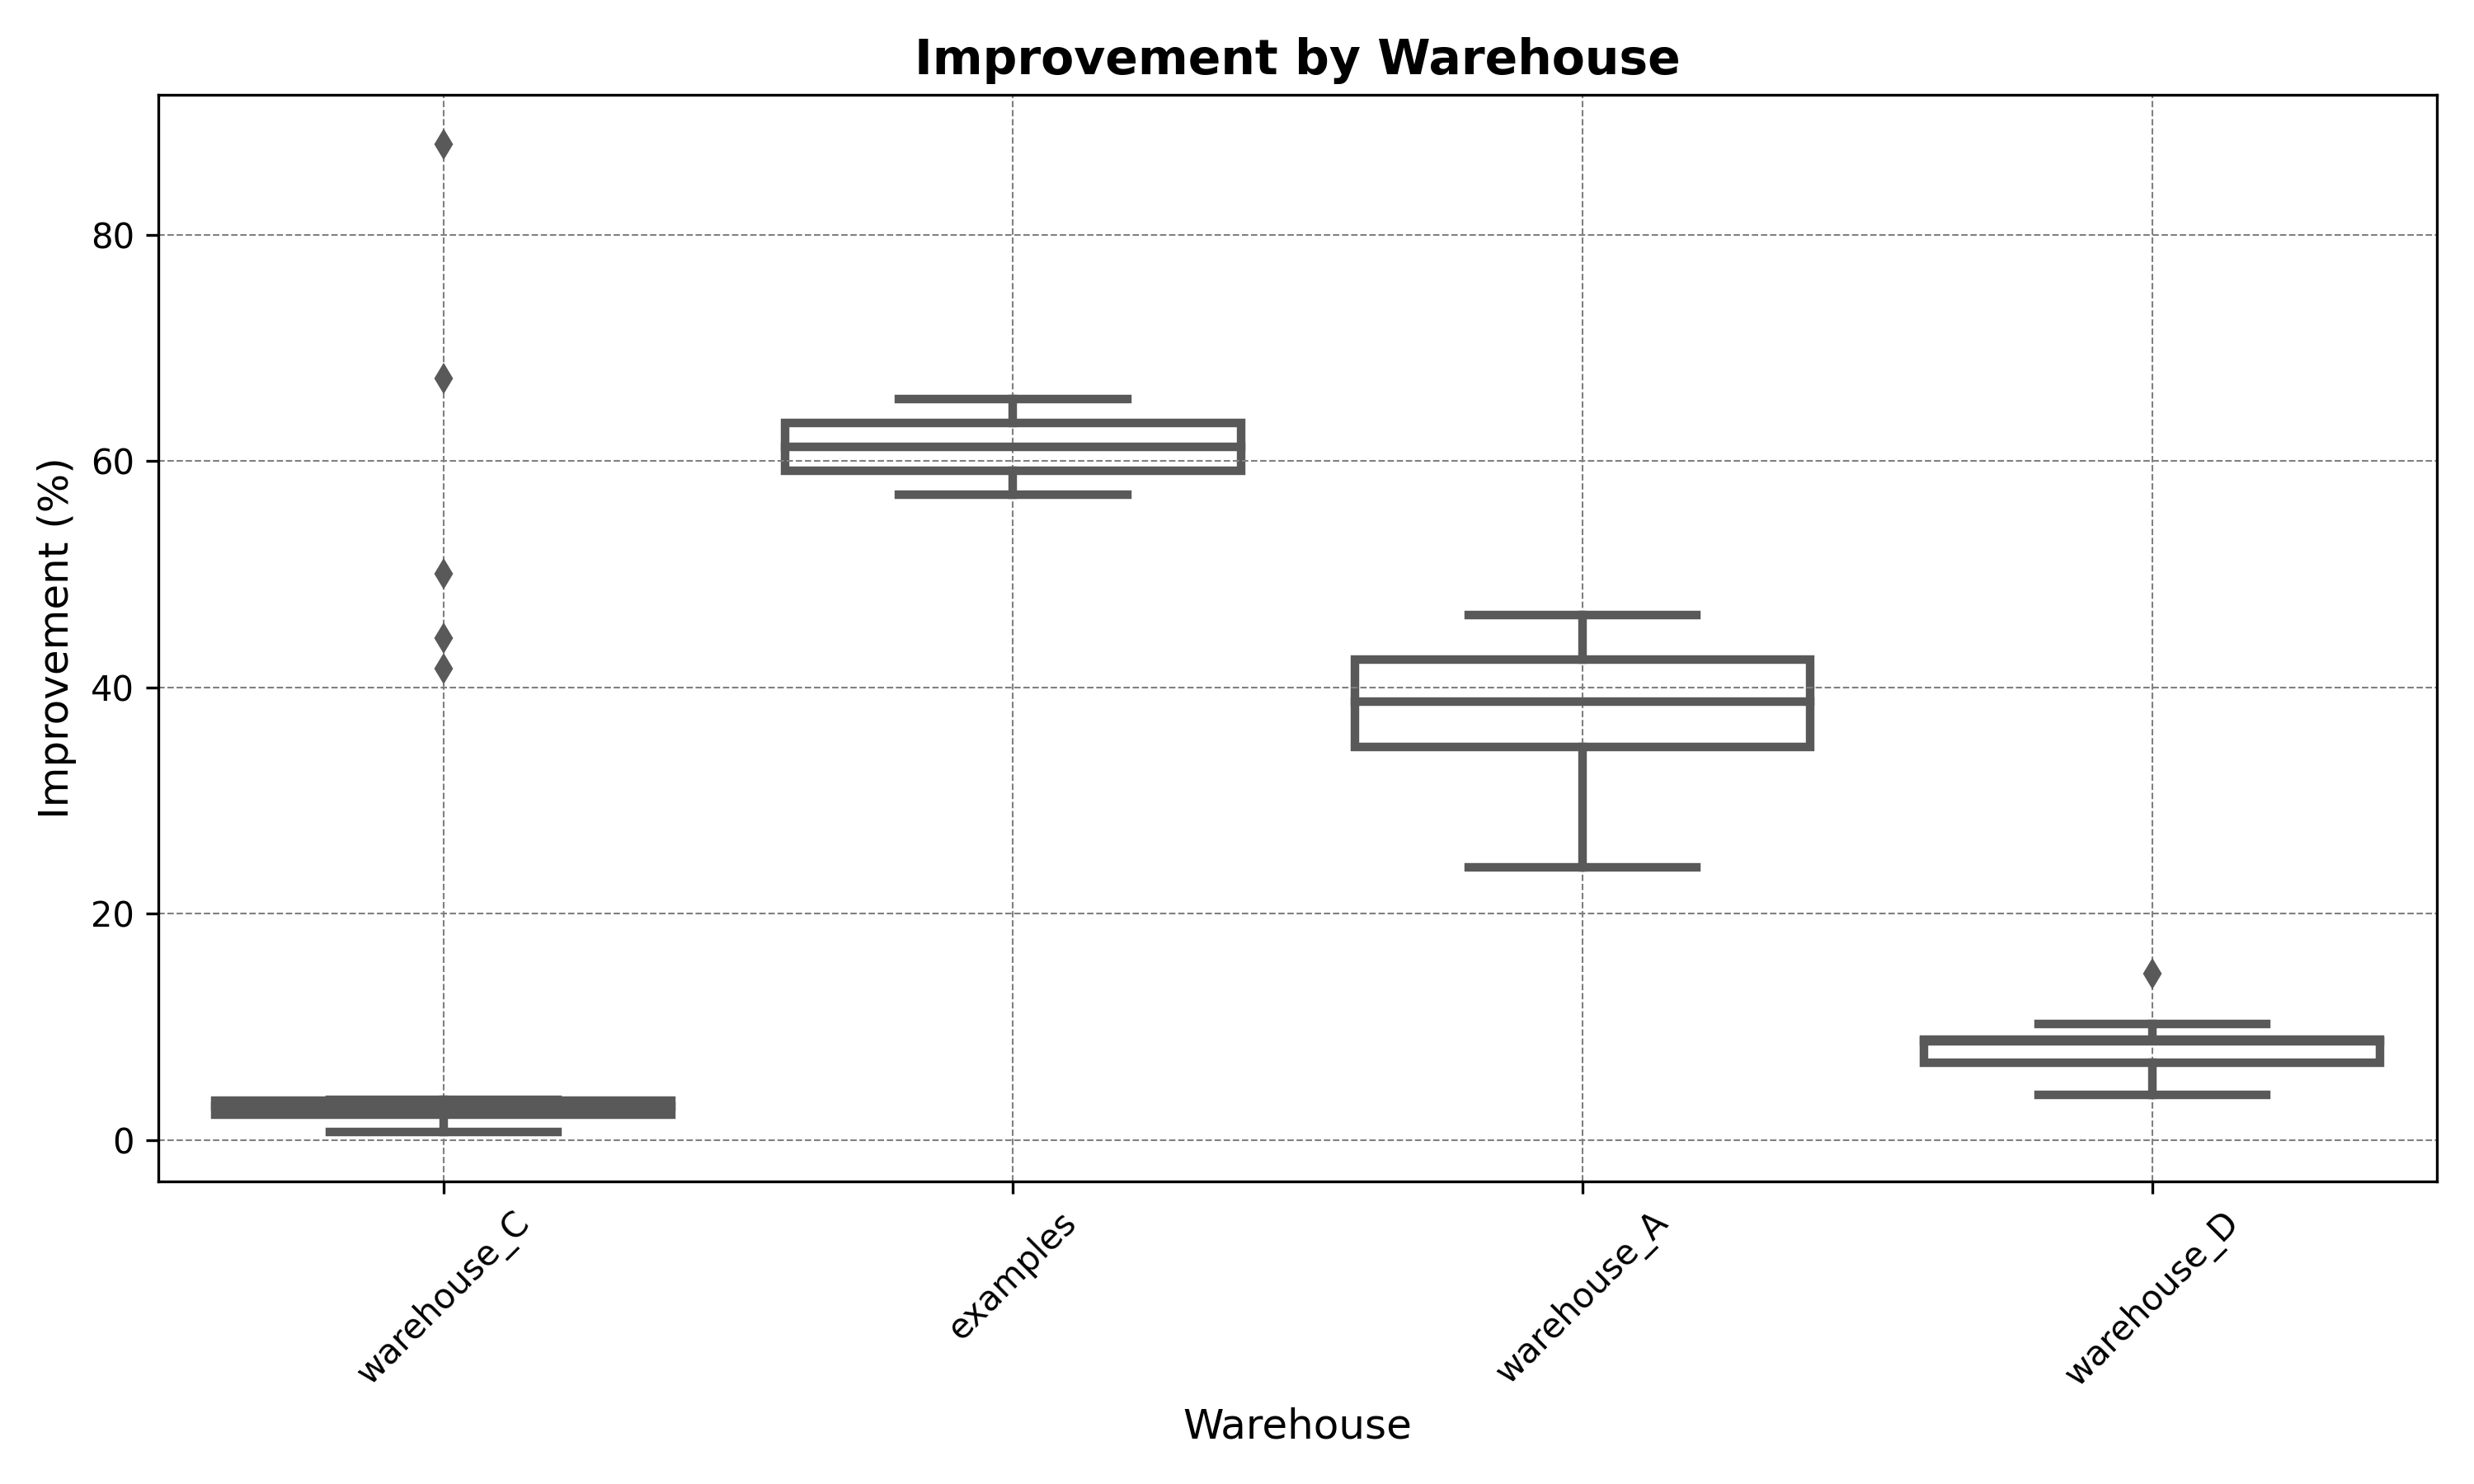 Improvement by Warehouse
Improvement (%)
80
60
40
20
0
warehouse_C
examples
warehouse_A
warehouse_D
Warehouse